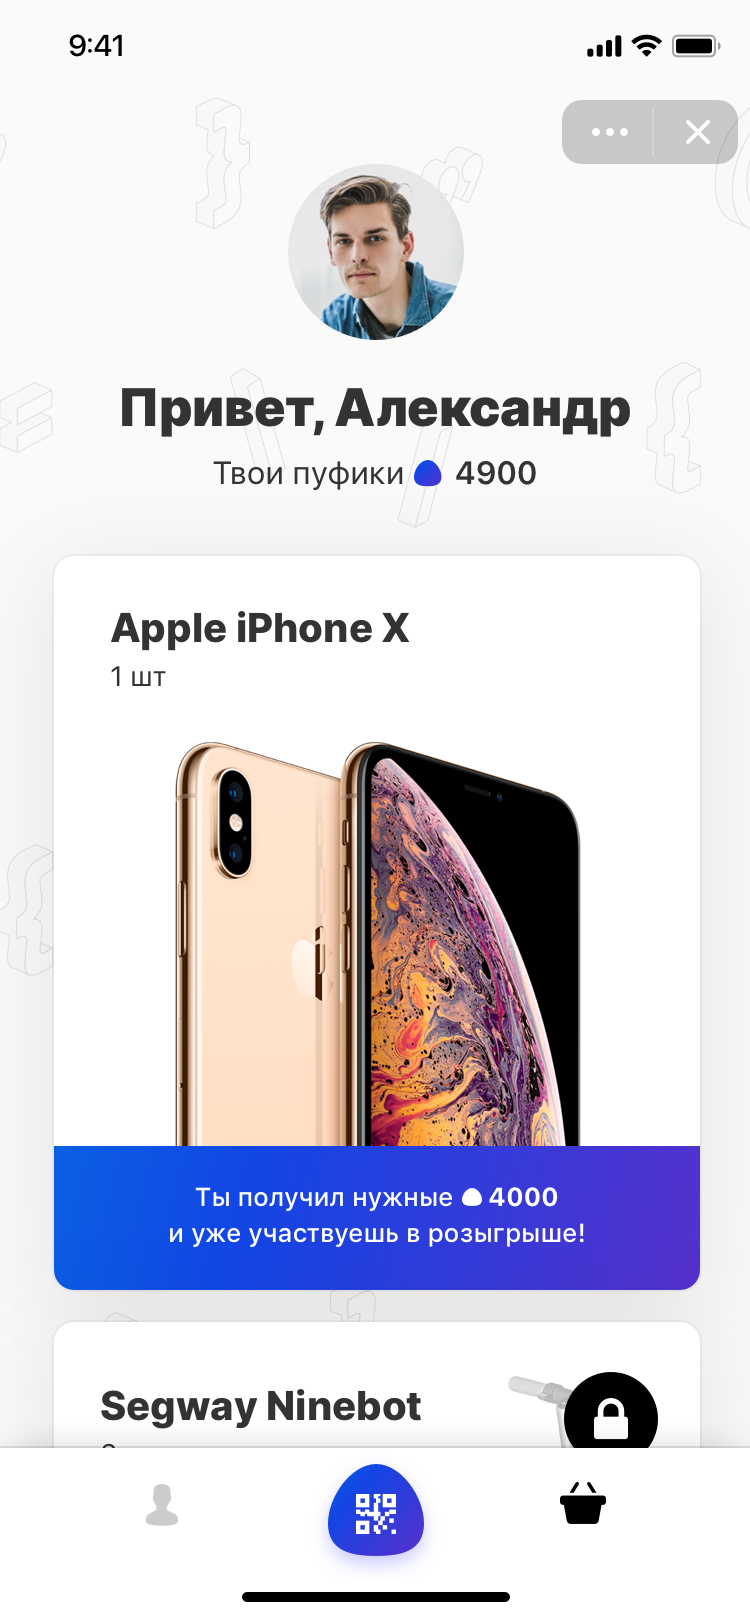 9:41
Привет, Александр
Твои пуфики 4900
Apple iPhone X
1 шт
Ты получил нужные 4000
и уже участвуешь в розыгрыше!
Segway Ninebot